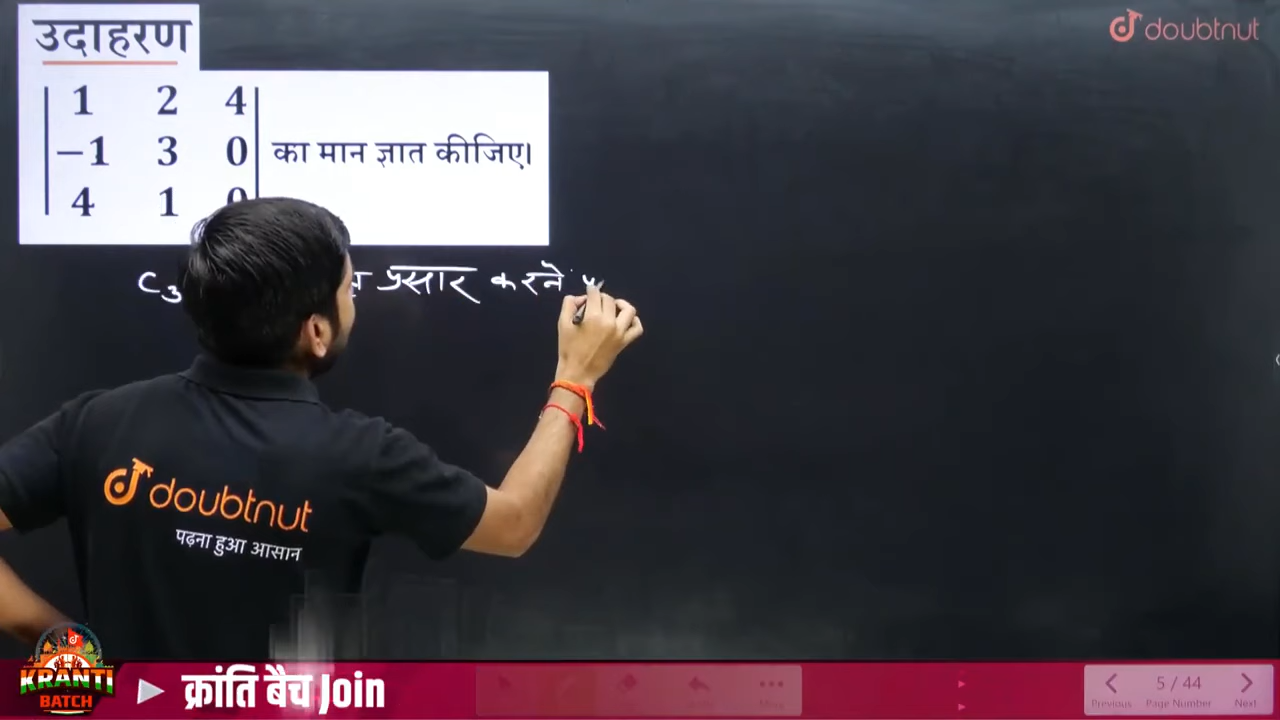 उदाहरण
doubtnut
1 2 4
-1 3 0 का मान ज्ञात कीजिए।
4 1
C3 प्रसार करने
doubtnut
पढ़ना हुआ आसान
KRANTI
BATCH
क्रांति बैच Join
5 / 44
Previous Page Number Next